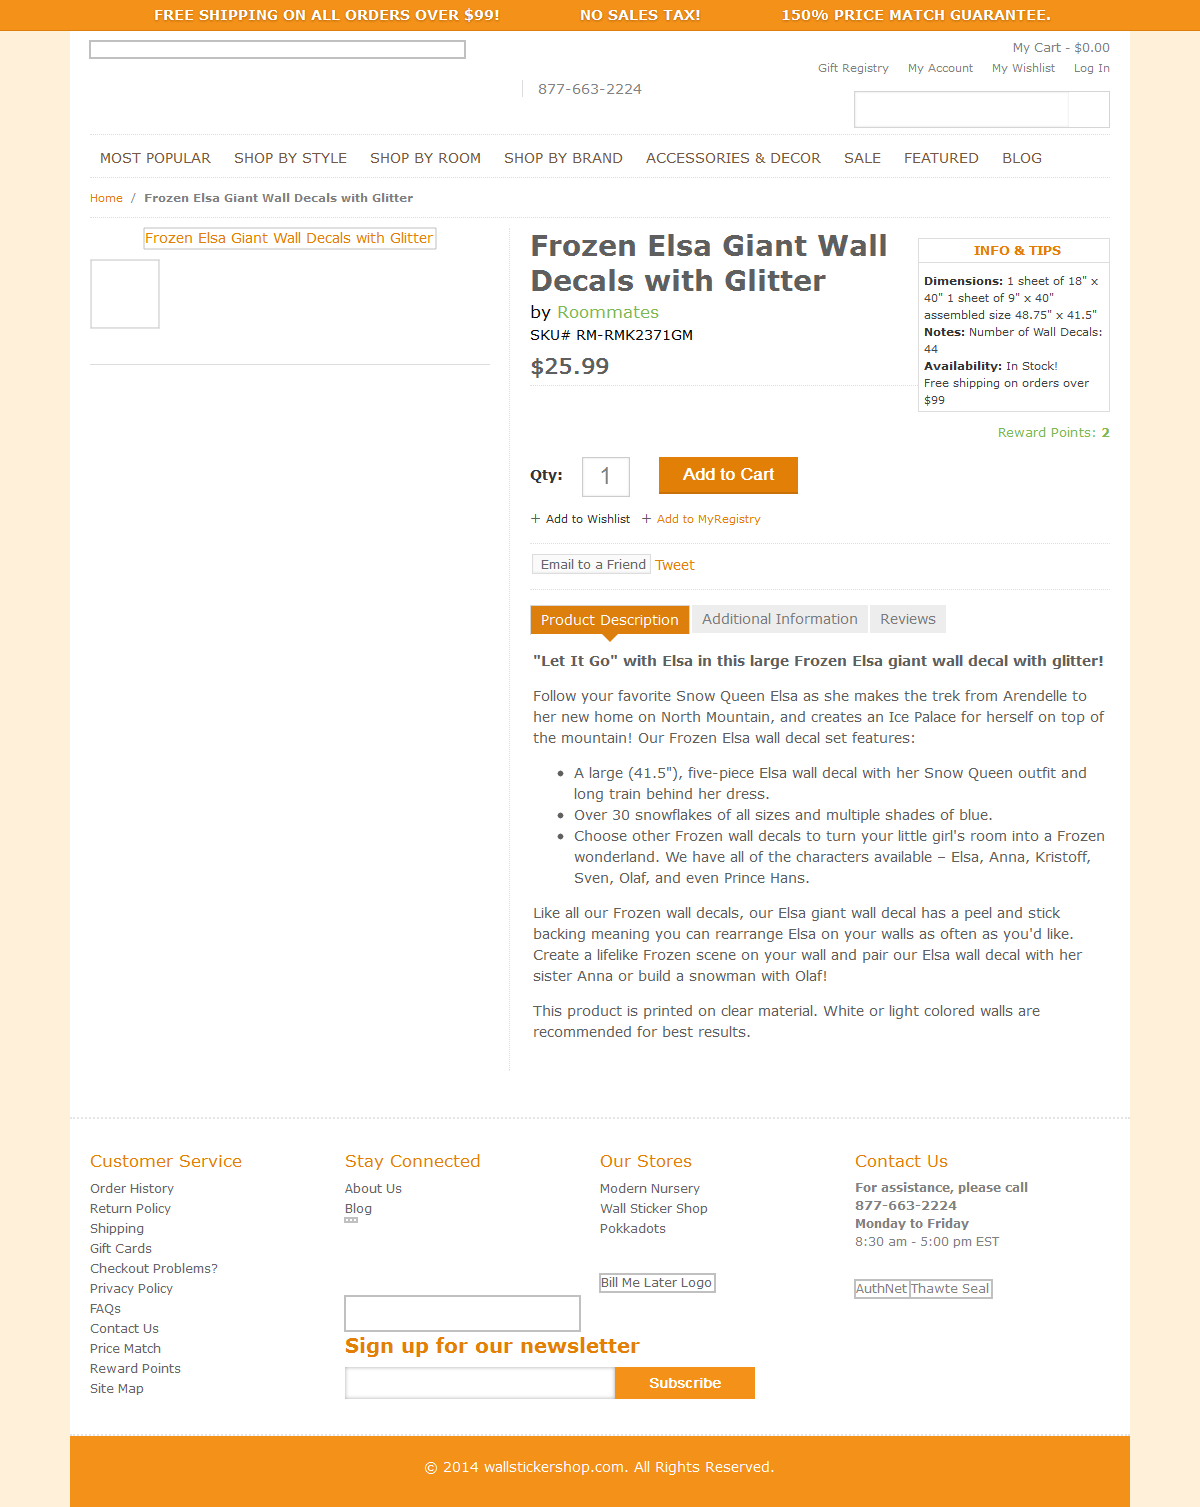 FREE SHIPPING ON ALL ORDERS OVER $99! NO SALES TAX! 150% PRICE MATCH GUARANTEE.
My Cart - $0.00
Gift Registry My Account My Wishlist Log In
877-663-2224
MOST POPULAR SHOP BY STYLE SHOP BY ROOM SHOP BY BRAND ACCESSORIES & DECOR SALE FEATURED BLOG
Home / Frozen Elsa Giant Wall Decals with Glitter
Frozen Elsa Giant Wall Decals with Glitter
Frozen Elsa Giant Wall
Decals with Glitter
by Roommates
SKU# RM-RMK2371GM
$25.99
INFO & TIPS
Dimensions: 1 sheet of 18" x
40" 1 sheet of 9" x 40"
assembled size 48.75" x 41.5"
Notes: Number of Wall Decals:
44
Availability: In Stock!
Free shipping on orders over
$99
Reward Points: 2
Qty: 1 Add to Cart
+ Add to Wishlist + Add to MyRegistry
Email to a Friend Tweet
Product Description Additional Information Reviews
"Let It Go" with Elsa in this large Frozen Elsa giant wall decal with glitter!
Follow your favorite Snow Queen Elsa as she makes the trek from Arendelle to
her new home on North Mountain, and creates an Ice Palace for herself on top of
the mountain! Our Frozen Elsa wall decal set features:
• A large (41.5"), five-piece Elsa wall decal with her Snow Queen outfit and
long train behind her dress.
• Over 30 snowflakes of all sizes and multiple shades of blue.
• Choose other Frozen wall decals to turn your little girl's room into a Frozen
wonderland. We have all of the characters available – Elsa, Anna, Kristoff,
Sven, Olaf, and even Prince Hans.
Like all our Frozen wall decals, our Elsa giant wall decal has a peel and stick
backing meaning you can rearrange Elsa on your walls as often as you'd like.
Create a lifelike Frozen scene on your wall and pair our Elsa wall decal with her
sister Anna or build a snowman with Olaf!
This product is printed on clear material. White or light colored walls are
recommended for best results.
Customer Service
Order History
Return Policy
Shipping
Gift Cards
Checkout Problems?
Privacy Policy
FAQs
Contact Us
Price Match
Reward Points
Site Map
Stay Connected
About Us
Blog
Our Stores
Modern Nursery
Wall Sticker Shop
Pokkadots
Bill Me Later Logo
Contact Us
For assistance, please call
877-663-2224
Monday to Friday
8:30 am - 5:00 pm EST
AuthNet Thawte Seal
Sign up for our newsletter
Subscribe
© 2014 wallstickershop.com. All Rights Reserved.